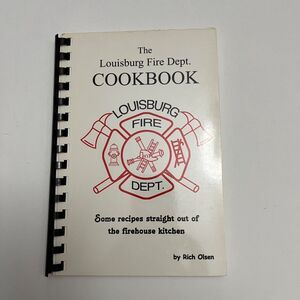 The
Louisburg Fire Dept.
COOKBOOK
LOUISBURG
FIRE
DEPT.
Some recipes straight out of
the firehouse kitchen
by Rich Olsen